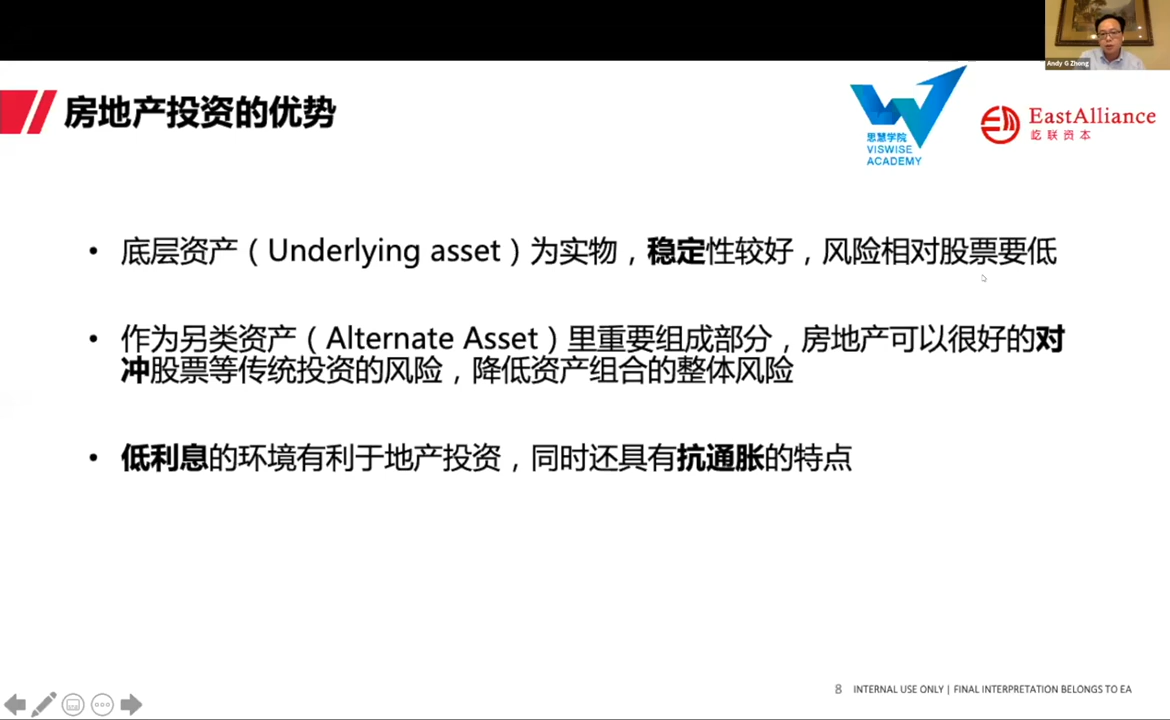 Andy G Zhong
房地产投资的优势
思慧学院
VISWISE
ACADEMY
EastAlliance
屹联资本
• 底层资产（Underlying asset）为实物，稳定性较好，风险相对股票要低
• 作为另类资产（Alternate Asset）里重要组成部分，房地产可以很好的对
冲股票等传统投资的风险，降低资产组合的整体风险
• 低利息的环境有利于地产投资，同时还具有抗通胀的特点
8 INTERNAL USE ONLY | FINAL INTERPRETATION BELONGS TO EA